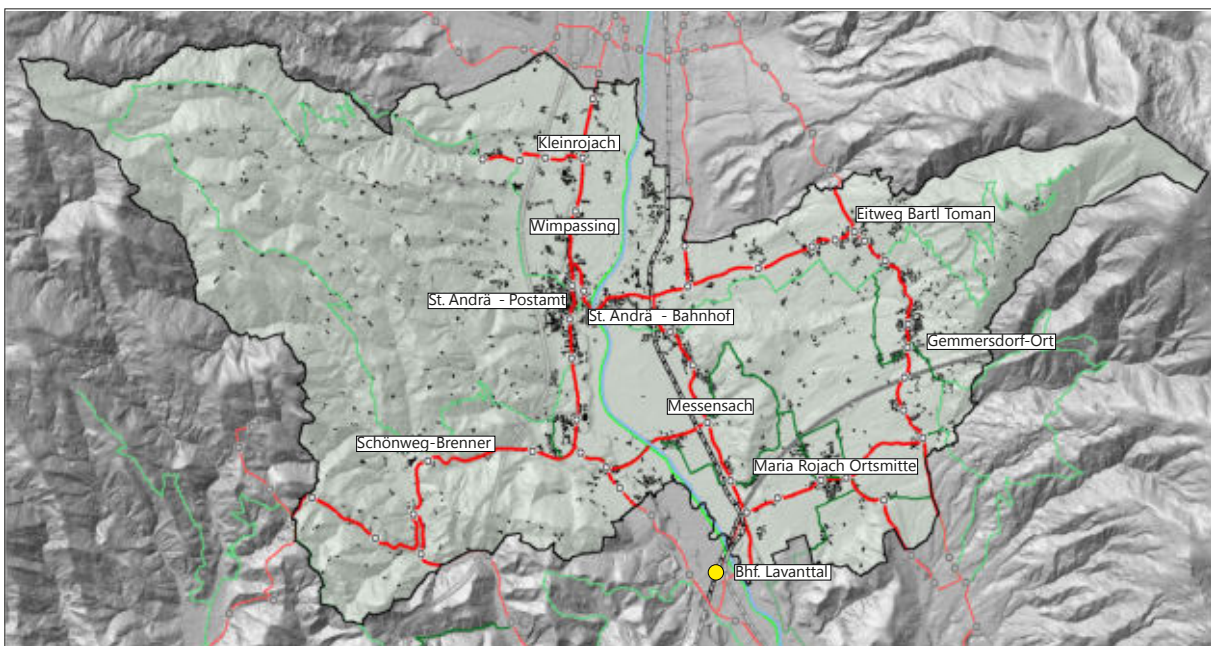 Kleinrojach
Eitweg Bartl Toman
Wimpassing
St. Andrä - Postamt
St. Andrä - Bahnhof
Gemmersdorf-Ort
Messensach
Schönweg-Brenner
Maria Rojach Ortsmitte
Bhf. Lavanttal